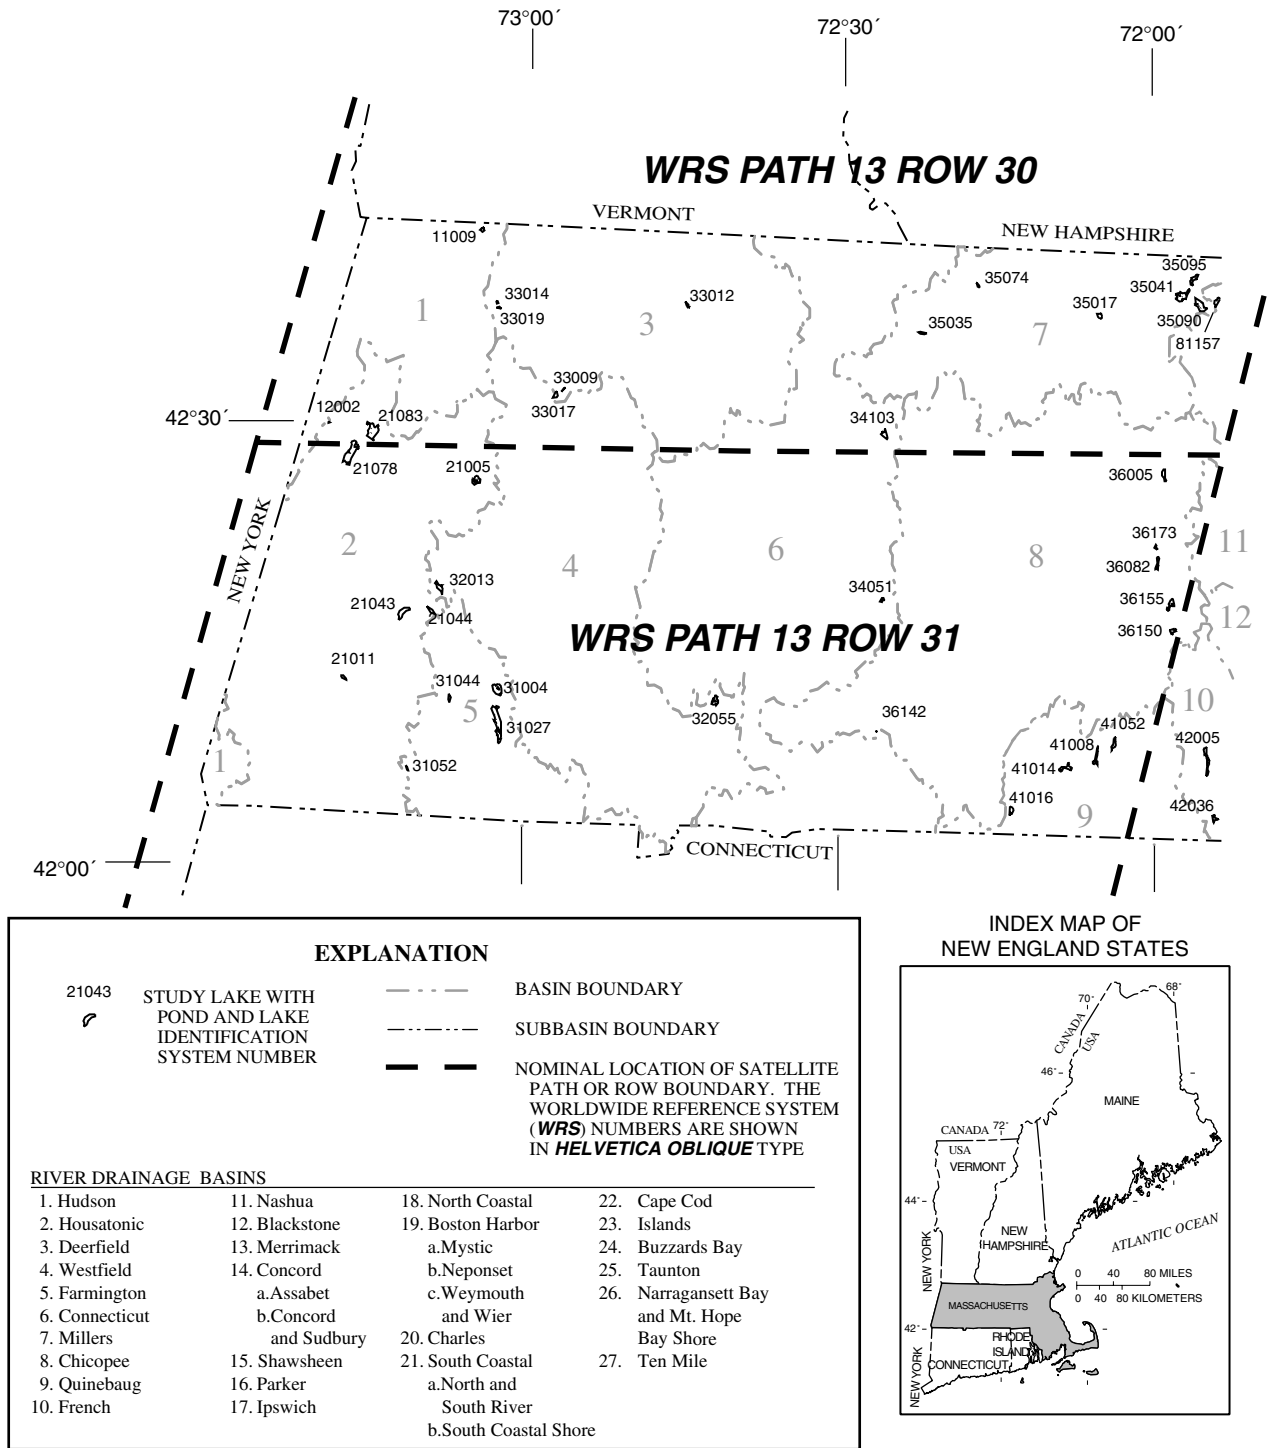 73°00´
72°30´
72°00´
WRS PATH 13 ROW 30
VERMONT
NEW HAMPSHIRE
11009
35095
35074
35041
33014
33012
1
33019
3
35017
35090
35035
7
81157
33009
33017
12002
21083
34103
42°30´
21078
21005
36005
NEW YORK
36173
11
2
6
8
4
36082
32013
34051
21043
36155
21044
12
WRS PATH 13 ROW 31
36150
21011
31044
31004
10
5
32055
36142
31027
41052
42005
41008
1
31052
41014
41016
42036
9
CONNECTICUT
42°00´
EXPLANATION
21043
STUDY LAKE WITH
POND AND LAKE
IDENTIFICATION
SYSTEM NUMBER
BASIN BOUNDARY
SUBBASIN BOUNDARY
NOMINAL LOCATION OF SATELLITE
PATH OR ROW BOUNDARY. THE
WORLDWIDE REFERENCE SYSTEM
(WRS) NUMBERS ARE SHOWN
IN HELVETICA OBLIQUE TYPE
RIVER DRAINAGE BASINS
1. Hudson
2. Housatonic
3. Deerfield
4. Westfield
5. Farmington
6. Connecticut
7. Millers
8. Chicopee
9. Quinebaug
10. French
11. Nashua
12. Blackstone
13. Merrimack
14. Concord
a.Assabet
b.Concord
and Sudbury
15. Shawsheen
16. Parker
17. Ipswich
18. North Coastal
19. Boston Harbor
a.Mystic
b.Neponset
c.Weymouth
and Wier
20. Charles
21. South Coastal
a.North and
South River
b.South Coastal Shore
22. Cape Cod
23. Islands
24. Buzzards Bay
25. Taunton
26. Narragansett Bay
and Mt. Hope
Bay Shore
27. Ten Mile
INDEX MAP OF
NEW ENGLAND STATES
68°
70°
CANADA
USA
46°
MAINE
CANADA
72°
USA
VERMONT
44°
NEW
HAMPSHIRE
ATLANTIC OCEAN
NEW YORK
0 40 80 MILES
0 40 80 KILOMETERS
MASSACHUSETTS
42°
RHODE
ISLAND
CONNECTICUT
NEW YORK